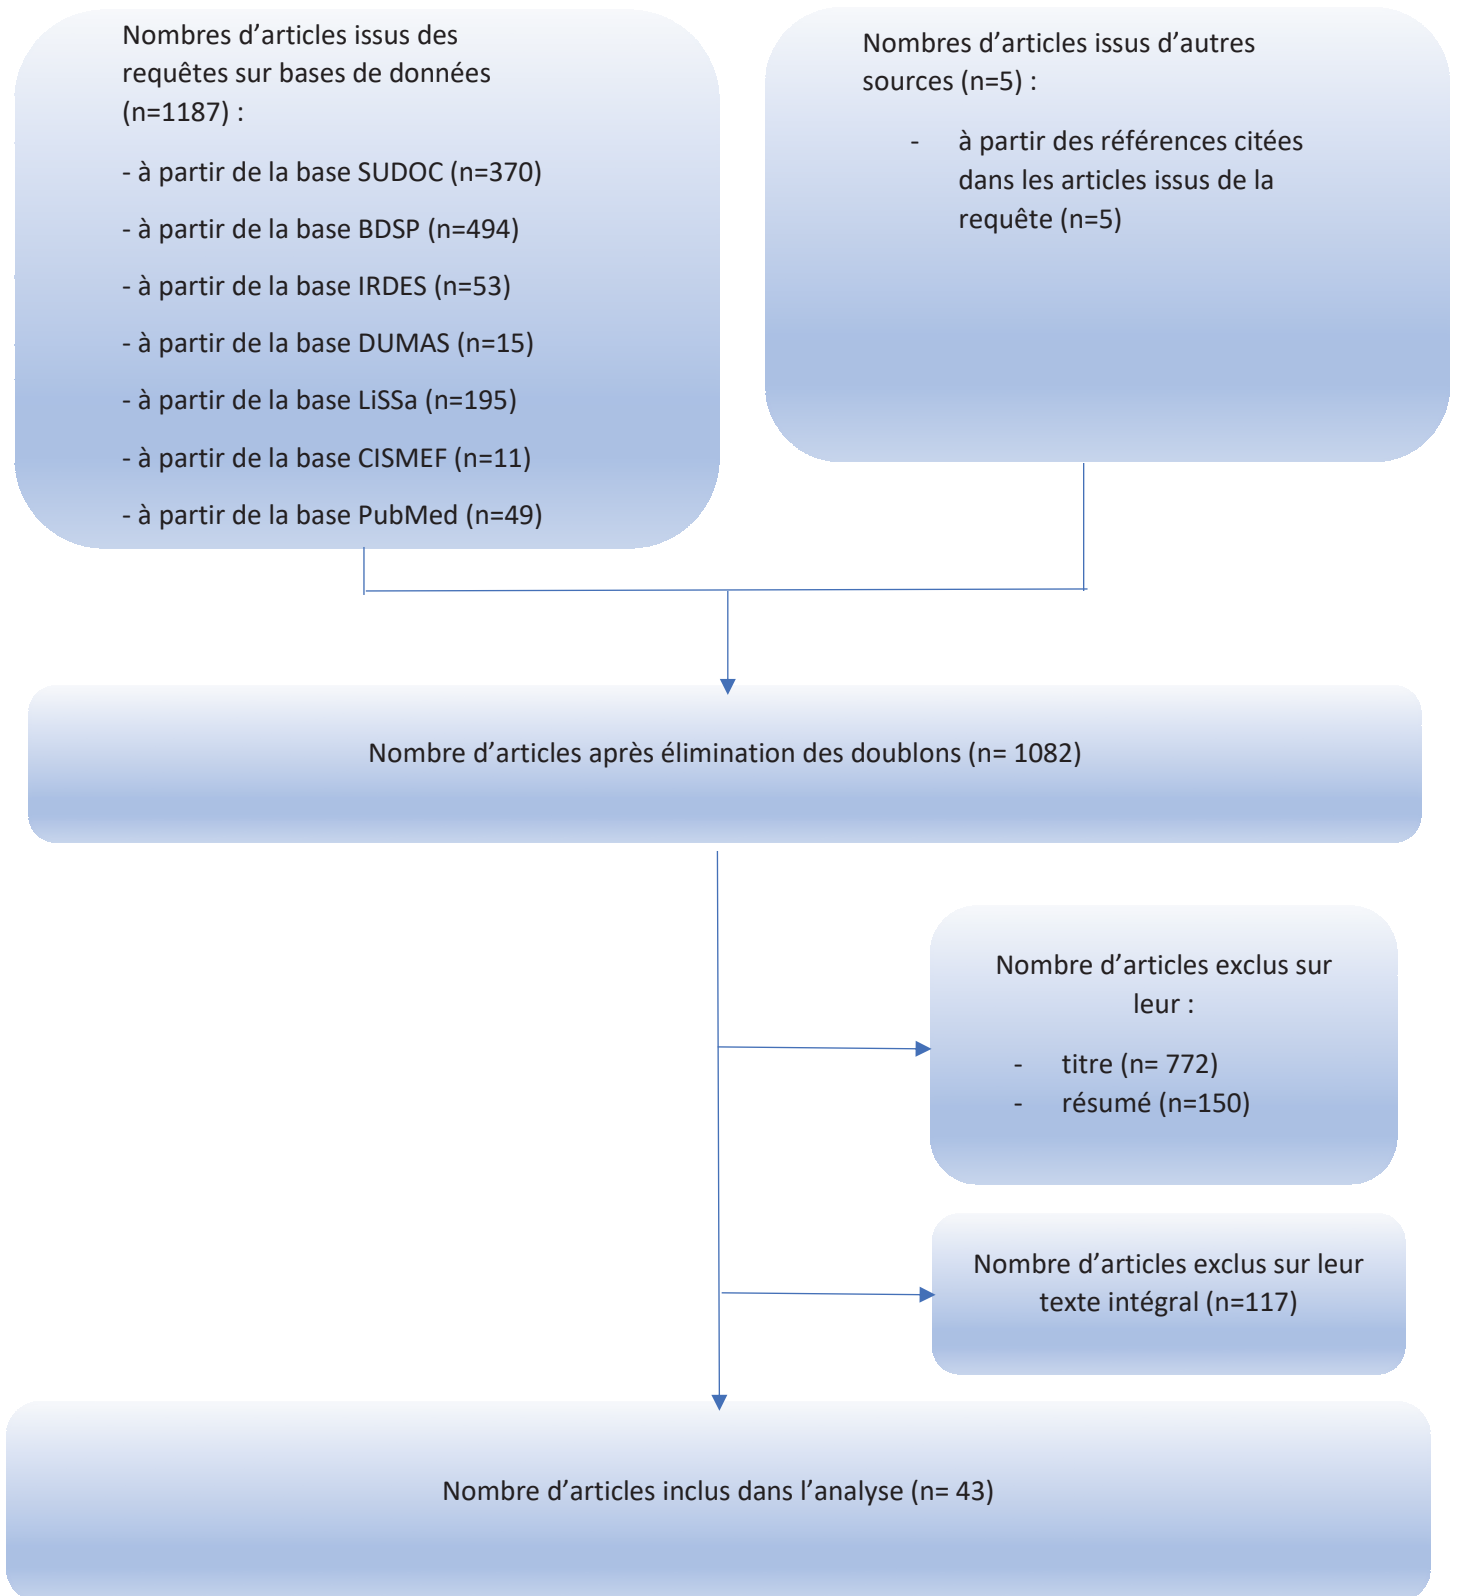 Nombres d’articles issus des
requêtes sur bases de données
(n=1187) :
- à partir de la base SUDOC (n=370)
- à partir de la base BDSP (n=494)
- à partir de la base IRDES (n=53)
- à partir de la base DUMAS (n=15)
- à partir de la base LiSSa (n=195)
- à partir de la base CISMEF (n=11)
- à partir de la base PubMed (n=49)
Nombres d’articles issus d’autres
sources (n=5) :
- à partir des références citées
dans les articles issus de la
requête (n=5)
Nombre d’articles après élimination des doublons (n= 1082)
Nombre d’articles exclus sur
leur :
- titre (n= 772)
- résumé (n=150)
Nombre d’articles exclus sur leur
texte intégral (n=117)
Nombre d’articles inclus dans l’analyse (n= 43)